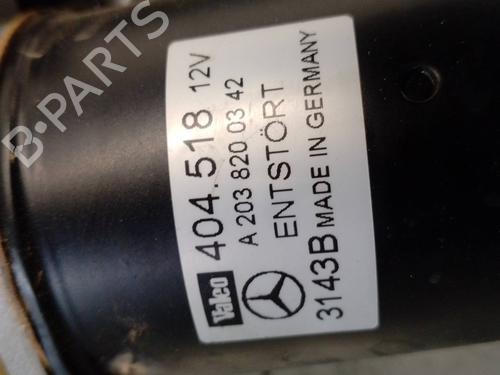 B-PARTS
Valeo 404.518 12V
A 203 820 03 42
ENTSTÖRT
3143B MADE IN GERMANY